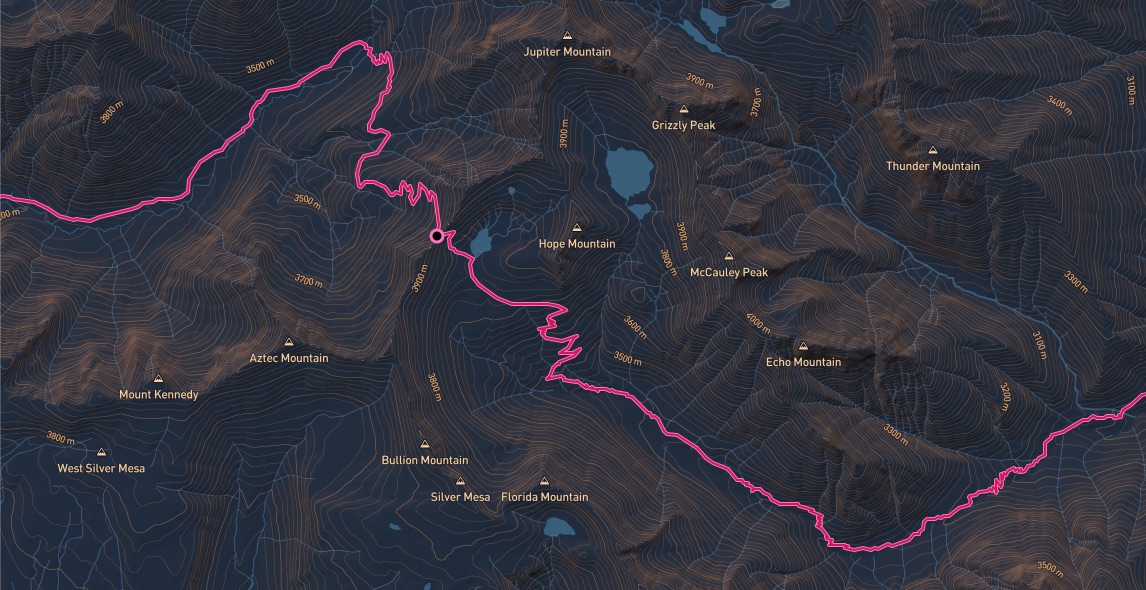 Jupiter Mountain
3500 m
3900 m
3100 m
3800 m
3700 m
3400 m
Grizzly Peak
3900 m
Thunder Mountain
3500 m
00 m
3900 m
Hope Mountain
3800 m
McCauley Peak
3700 m
3900 m
3300 m
3600 m
4000 m
3100 m
Aztec Mountain
3500 m
Echo Mountain
Mount Kennedy
3800 m
3200 m
3800 m
3300 m
West Silver Mesa
Bullion Mountain
Silver Mesa
Florida Mountain
3500 m